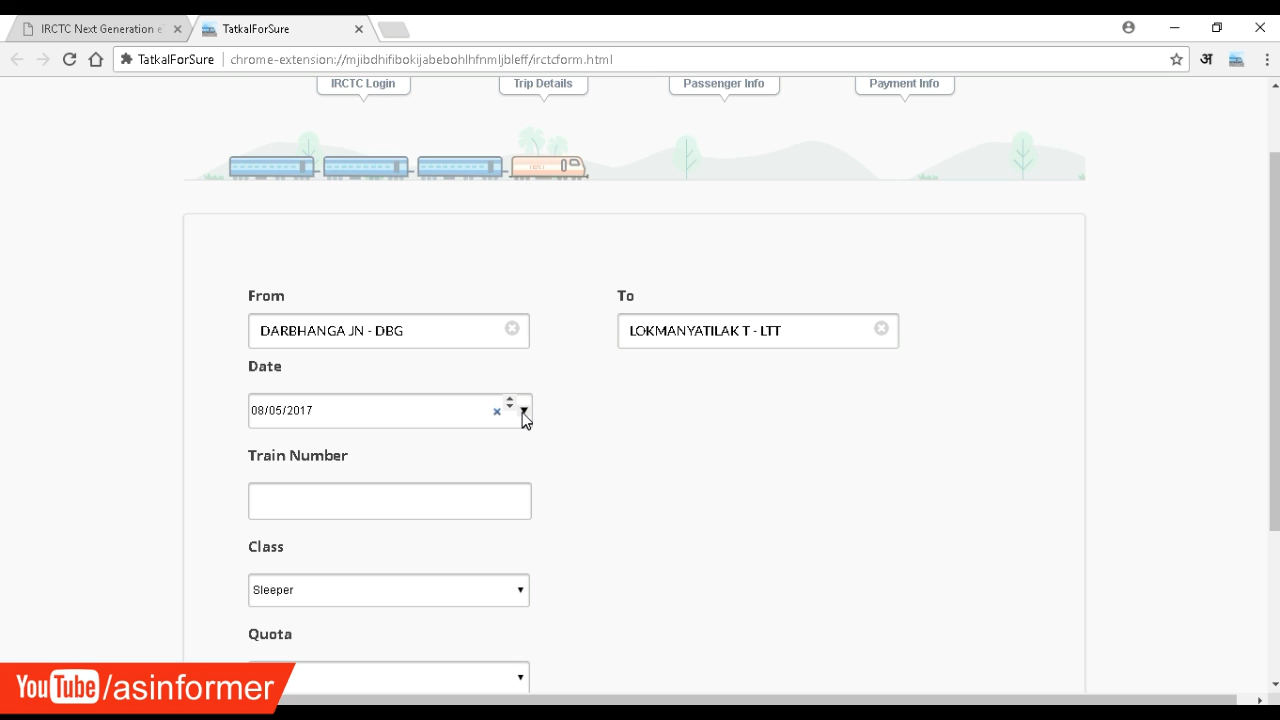 IRCTC Next Generation e
TatkalForSure
TatkalForSure
chrome-extension://mjibdhifibokijabebohlhfnmljbleff/irctcform.html
अ
IRCTC Login
Trip Details
Passenger Info
Payment Info
From
To
DARBHANGA JN - DBG
LOKMANYATILAK T - LTT
Date
08/05/2017
Train Number
Class
Sleeper
Quota
YouTube/asinformer